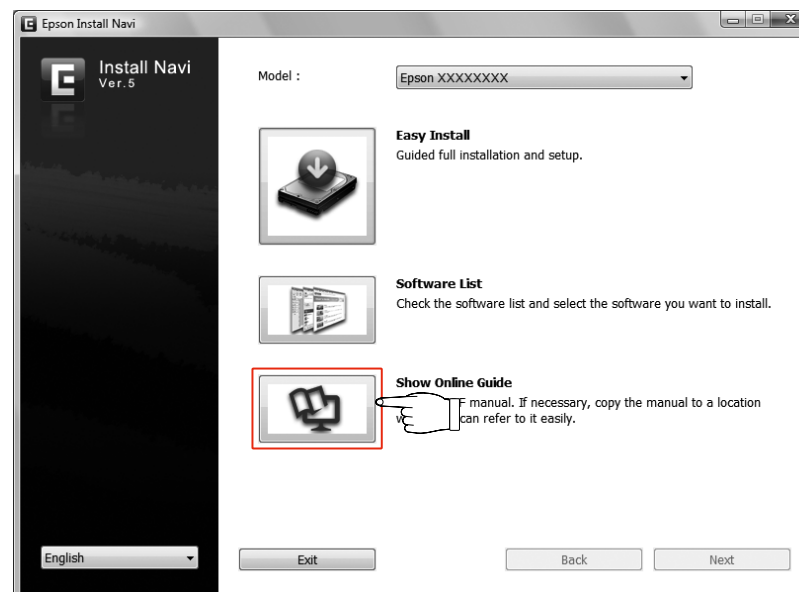 Epson Install Navi
Install Navi
Ver.5
Model :
Epson XXXXXXXX
Easy Install
Guided full installation and setup.
Software List
Check the software list and select the software you want to install.
Show Online Guide
manual. If necessary, copy the manual to a location
can refer to it easily.
English
Exit
Back
Next